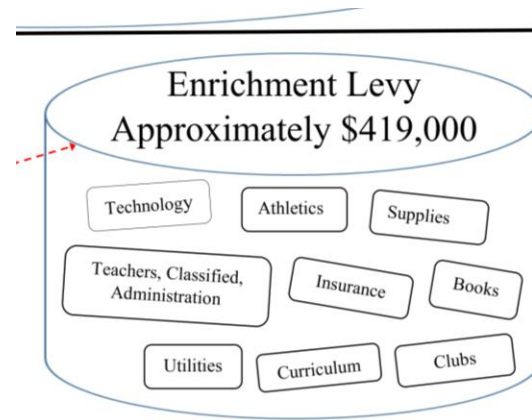 Enrichment Levy
Approximately $419,000
Technology
Athletics
Supplies
Teachers, Classified,
Administration
Insurance
Books
Utilities
Curriculum
Clubs